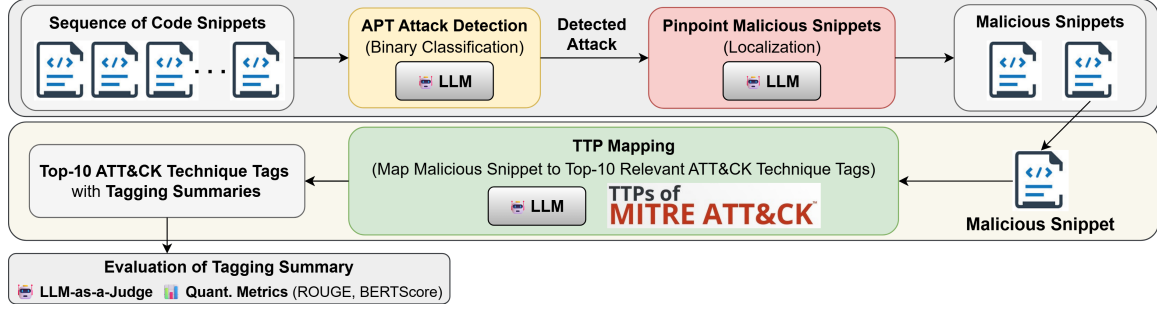 Sequence of Code Snippets
</>
</>
</>
...
</>
APT Attack Detection
(Binary Classification)
LLM
Detected
Attack
Pinpoint Malicious Snippets
(Localization)
LLM
Malicious Snippets
</>
</>
</>
Malicious Snippet
TTP Mapping
(Map Malicious Snippet to Top-10 Relevant ATT&CK Technique Tags)
LLM
TTPs of
MITRE ATT&CK™
Top-10 ATT&CK Technique Tags
with Tagging Summaries
Evaluation of Tagging Summary
LLM-as-a-Judge Quant. Metrics (ROUGE, BERTScore)